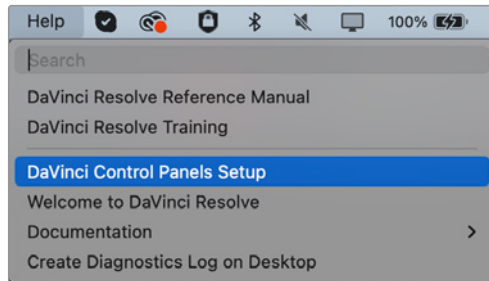 Help 100%
Search
DaVinci Resolve Reference Manual
DaVinci Resolve Training
DaVinci Control Panels Setup
Welcome to DaVinci Resolve
Documentation
Create Diagnostics Log on Desktop